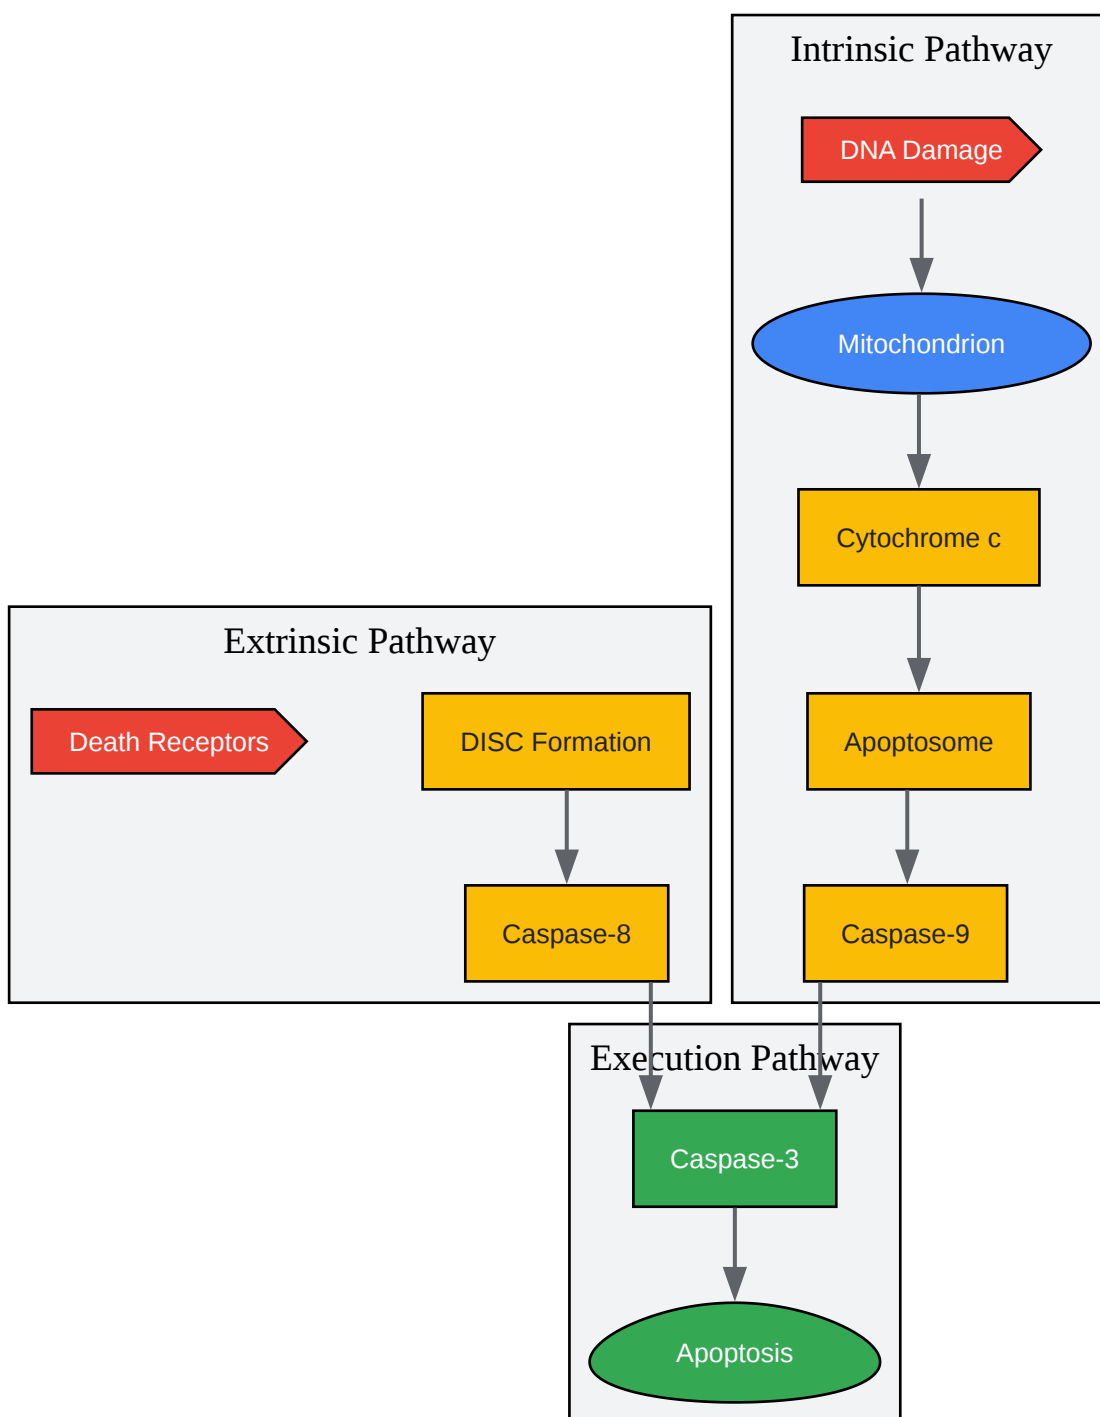 Intrinsic Pathway
DNA Damage
Mitochondrion
Cytochrome c
Extrinsic Pathway
Death Receptors
DISC Formation
Apoptosome
Caspase-8
Caspase-9
Execution Pathway
Caspase-3
Apoptosis